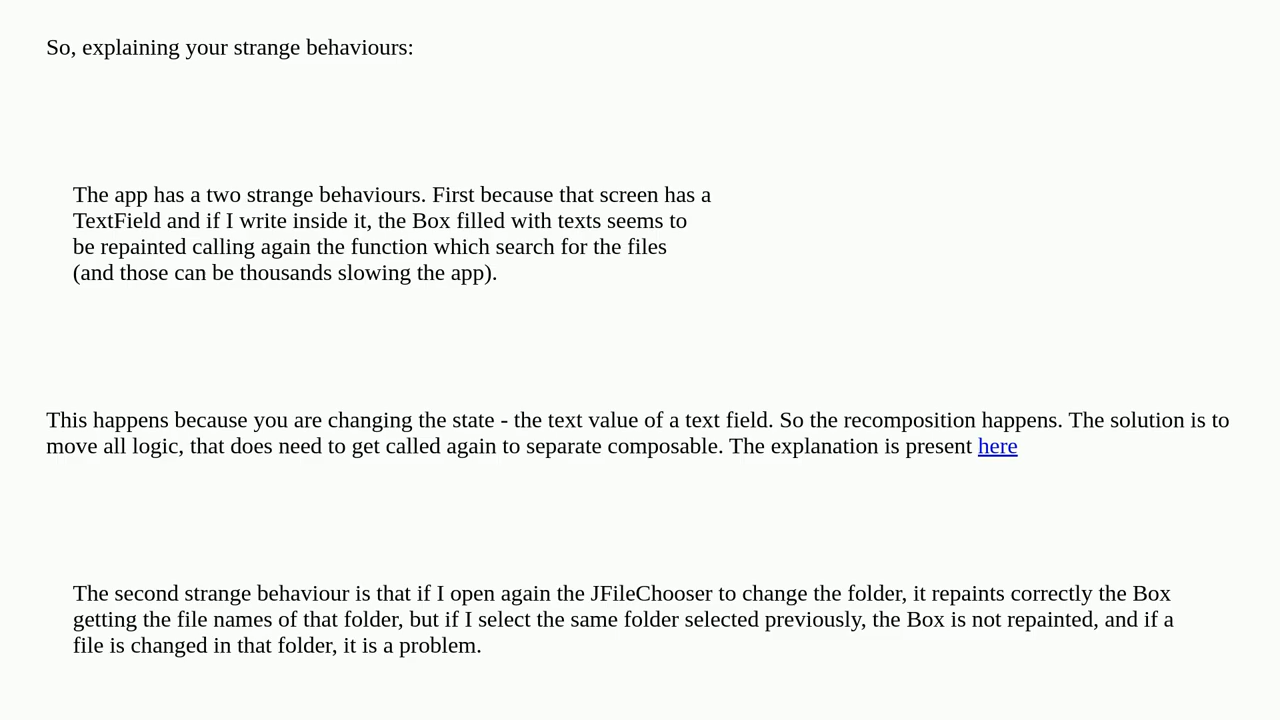 So, explaining your strange behaviours:
The app has a two strange behaviours. First because that screen has a
TextField and if I write inside it, the Box filled with texts seems to
be repainted calling again the function which search for the files
(and those can be thousands slowing the app).
This happens because you are changing the state - the text value of a text field. So the recomposition happens. The solution is to
move all logic, that does need to get called again to separate composable. The explanation is present here
The second strange behaviour is that if I open again the JFileChooser to change the folder, it repaints correctly the Box
getting the file names of that folder, but if I select the same folder selected previously, the Box is not repainted, and if a
file is changed in that folder, it is a problem.